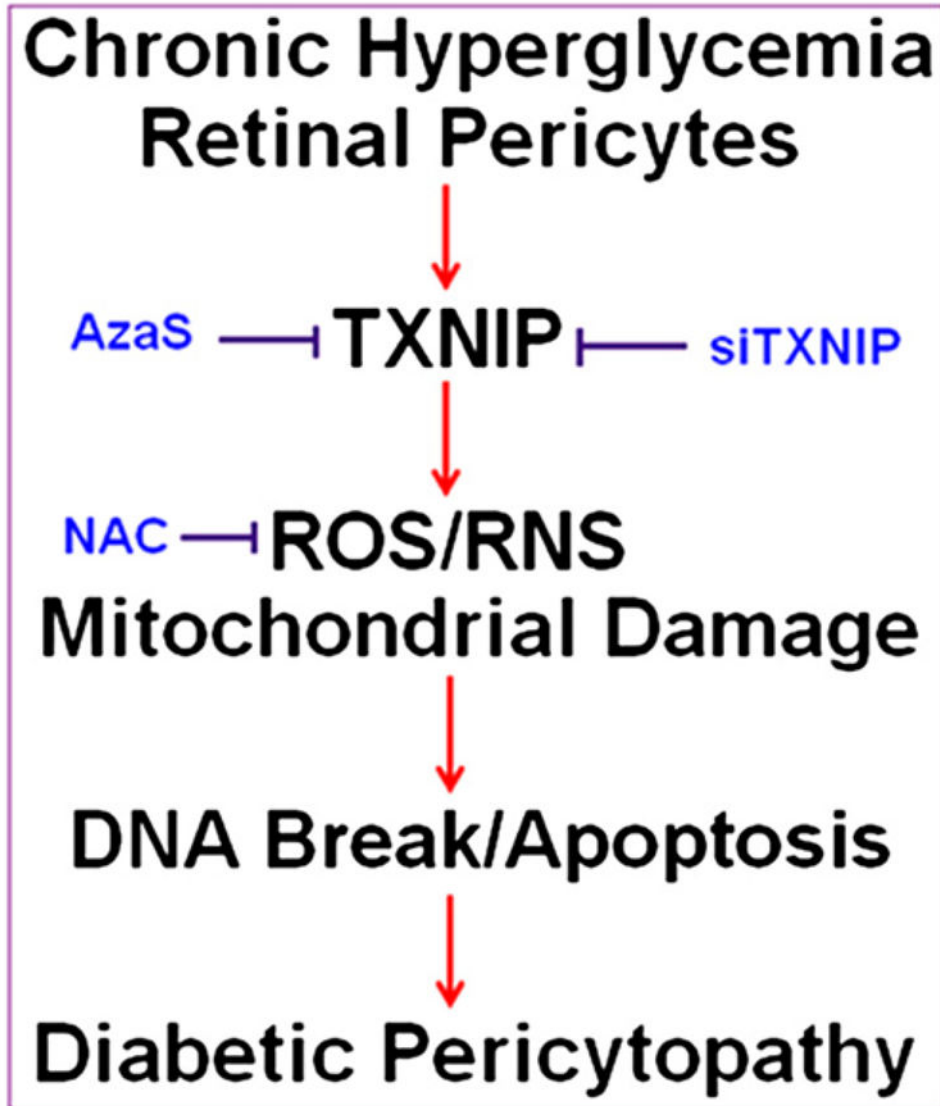 Chronic Hyperglycemia
Retinal Pericytes
AzaS TXNIP siTXNIP
NAC ROS/RNS
Mitochondrial Damage
DNA Break/Apoptosis
Diabetic Pericytopathy